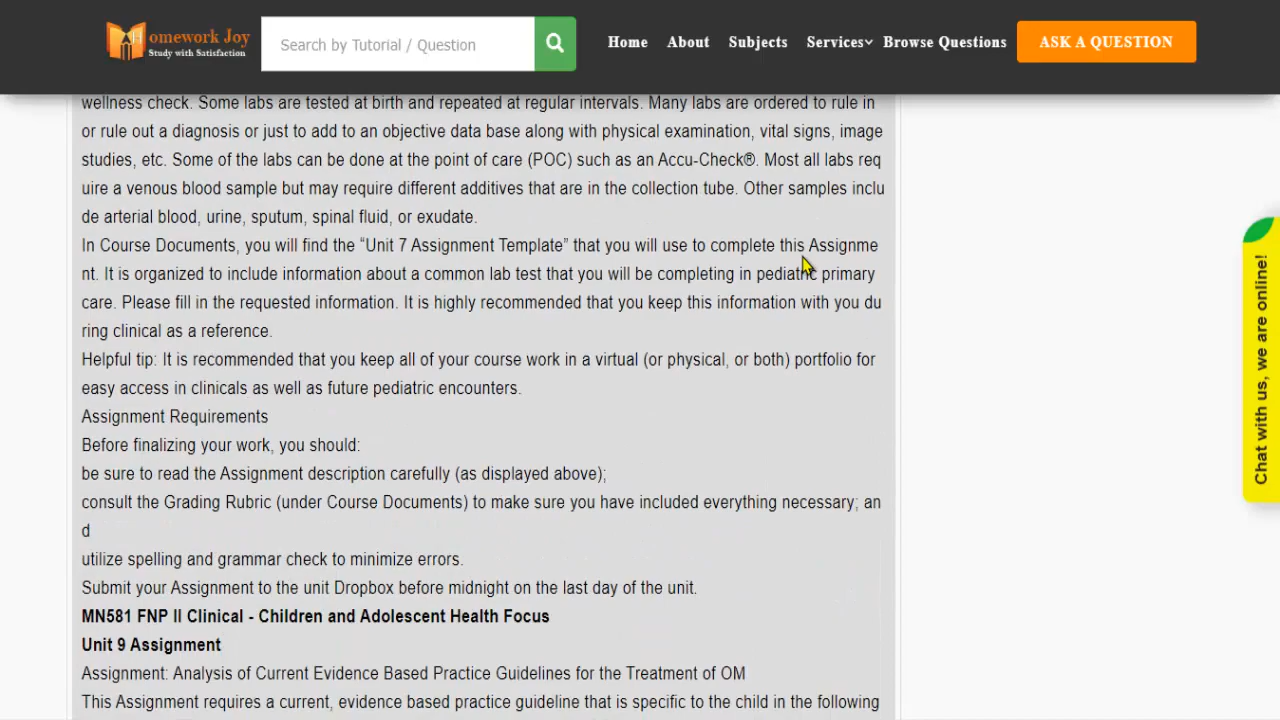 omework Joy
Study with Satisfaction
Search by Tutorial / Question
Home About Subjects Services Browse Questions ASK A QUESTION
wellness check. Some labs are tested at birth and repeated at regular intervals. Many labs are ordered to rule in
or rule out a diagnosis or just to add to an objective data base along with physical examination, vital signs, image
studies, etc. Some of the labs can be done at the point of care (POC) such as an Accu-Check®. Most all labs req
uire a venous blood sample but may require different additives that are in the collection tube. Other samples inclu
de arterial blood, urine, sputum, spinal fluid, or exudate.
In Course Documents, you will find the “Unit 7 Assignment Template” that you will use to complete this Assignme
nt. It is organized to include information about a common lab test that you will be completing in pediatric primary
care. Please fill in the requested information. It is highly recommended that you keep this information with you du
ring clinical as a reference.
Helpful tip: It is recommended that you keep all of your course work in a virtual (or physical, or both) portfolio for
easy access in clinicals as well as future pediatric encounters.
Assignment Requirements
Before finalizing your work, you should:
be sure to read the Assignment description carefully (as displayed above);
consult the Grading Rubric (under Course Documents) to make sure you have included everything necessary; an
d
utilize spelling and grammar check to minimize errors.
Submit your Assignment to the unit Dropbox before midnight on the last day of the unit.
MN581 FNP II Clinical - Children and Adolescent Health Focus
Unit 9 Assignment
Assignment: Analysis of Current Evidence Based Practice Guidelines for the Treatment of OM
This Assignment requires a current, evidence based practice guideline that is specific to the child in the following
Chat with us, we are online!